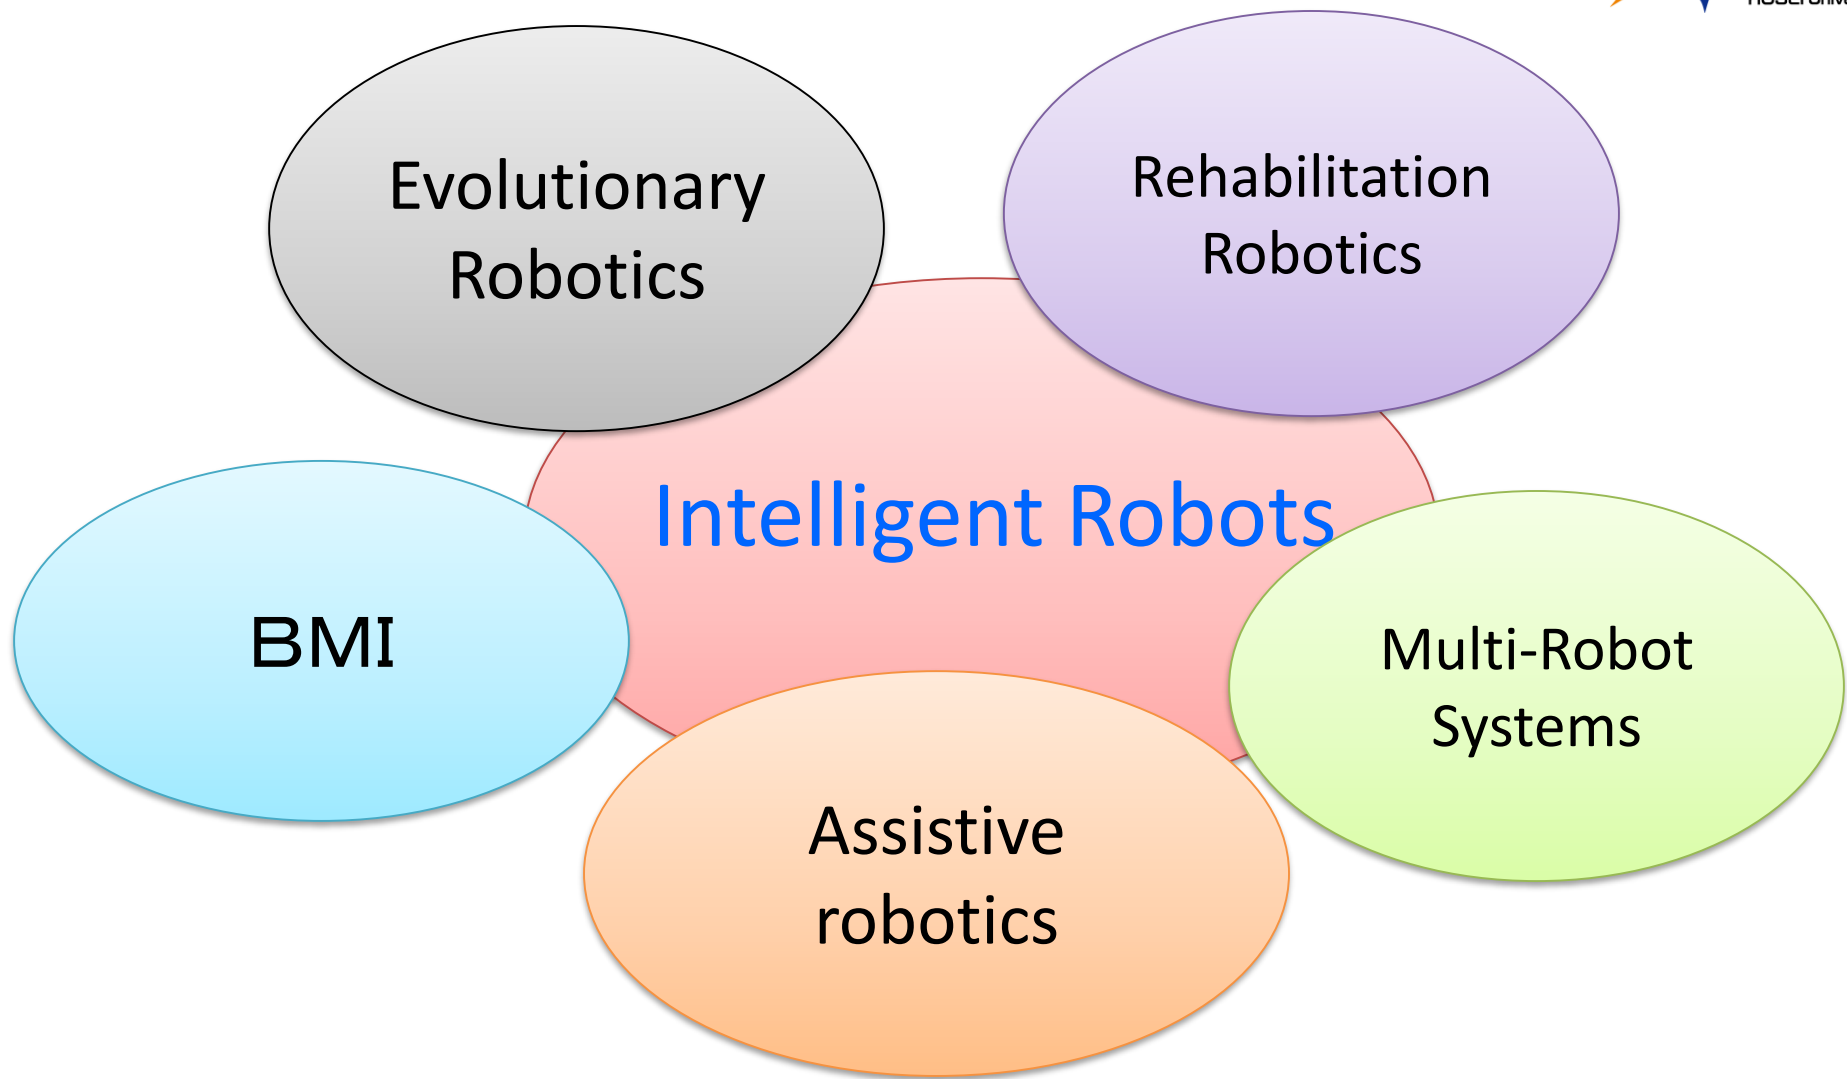 Evolutionary
Robotics
Rehabilitation
Robotics
Intelligent Robots
BMI
Multi-Robot
Systems
Assistive
robotics